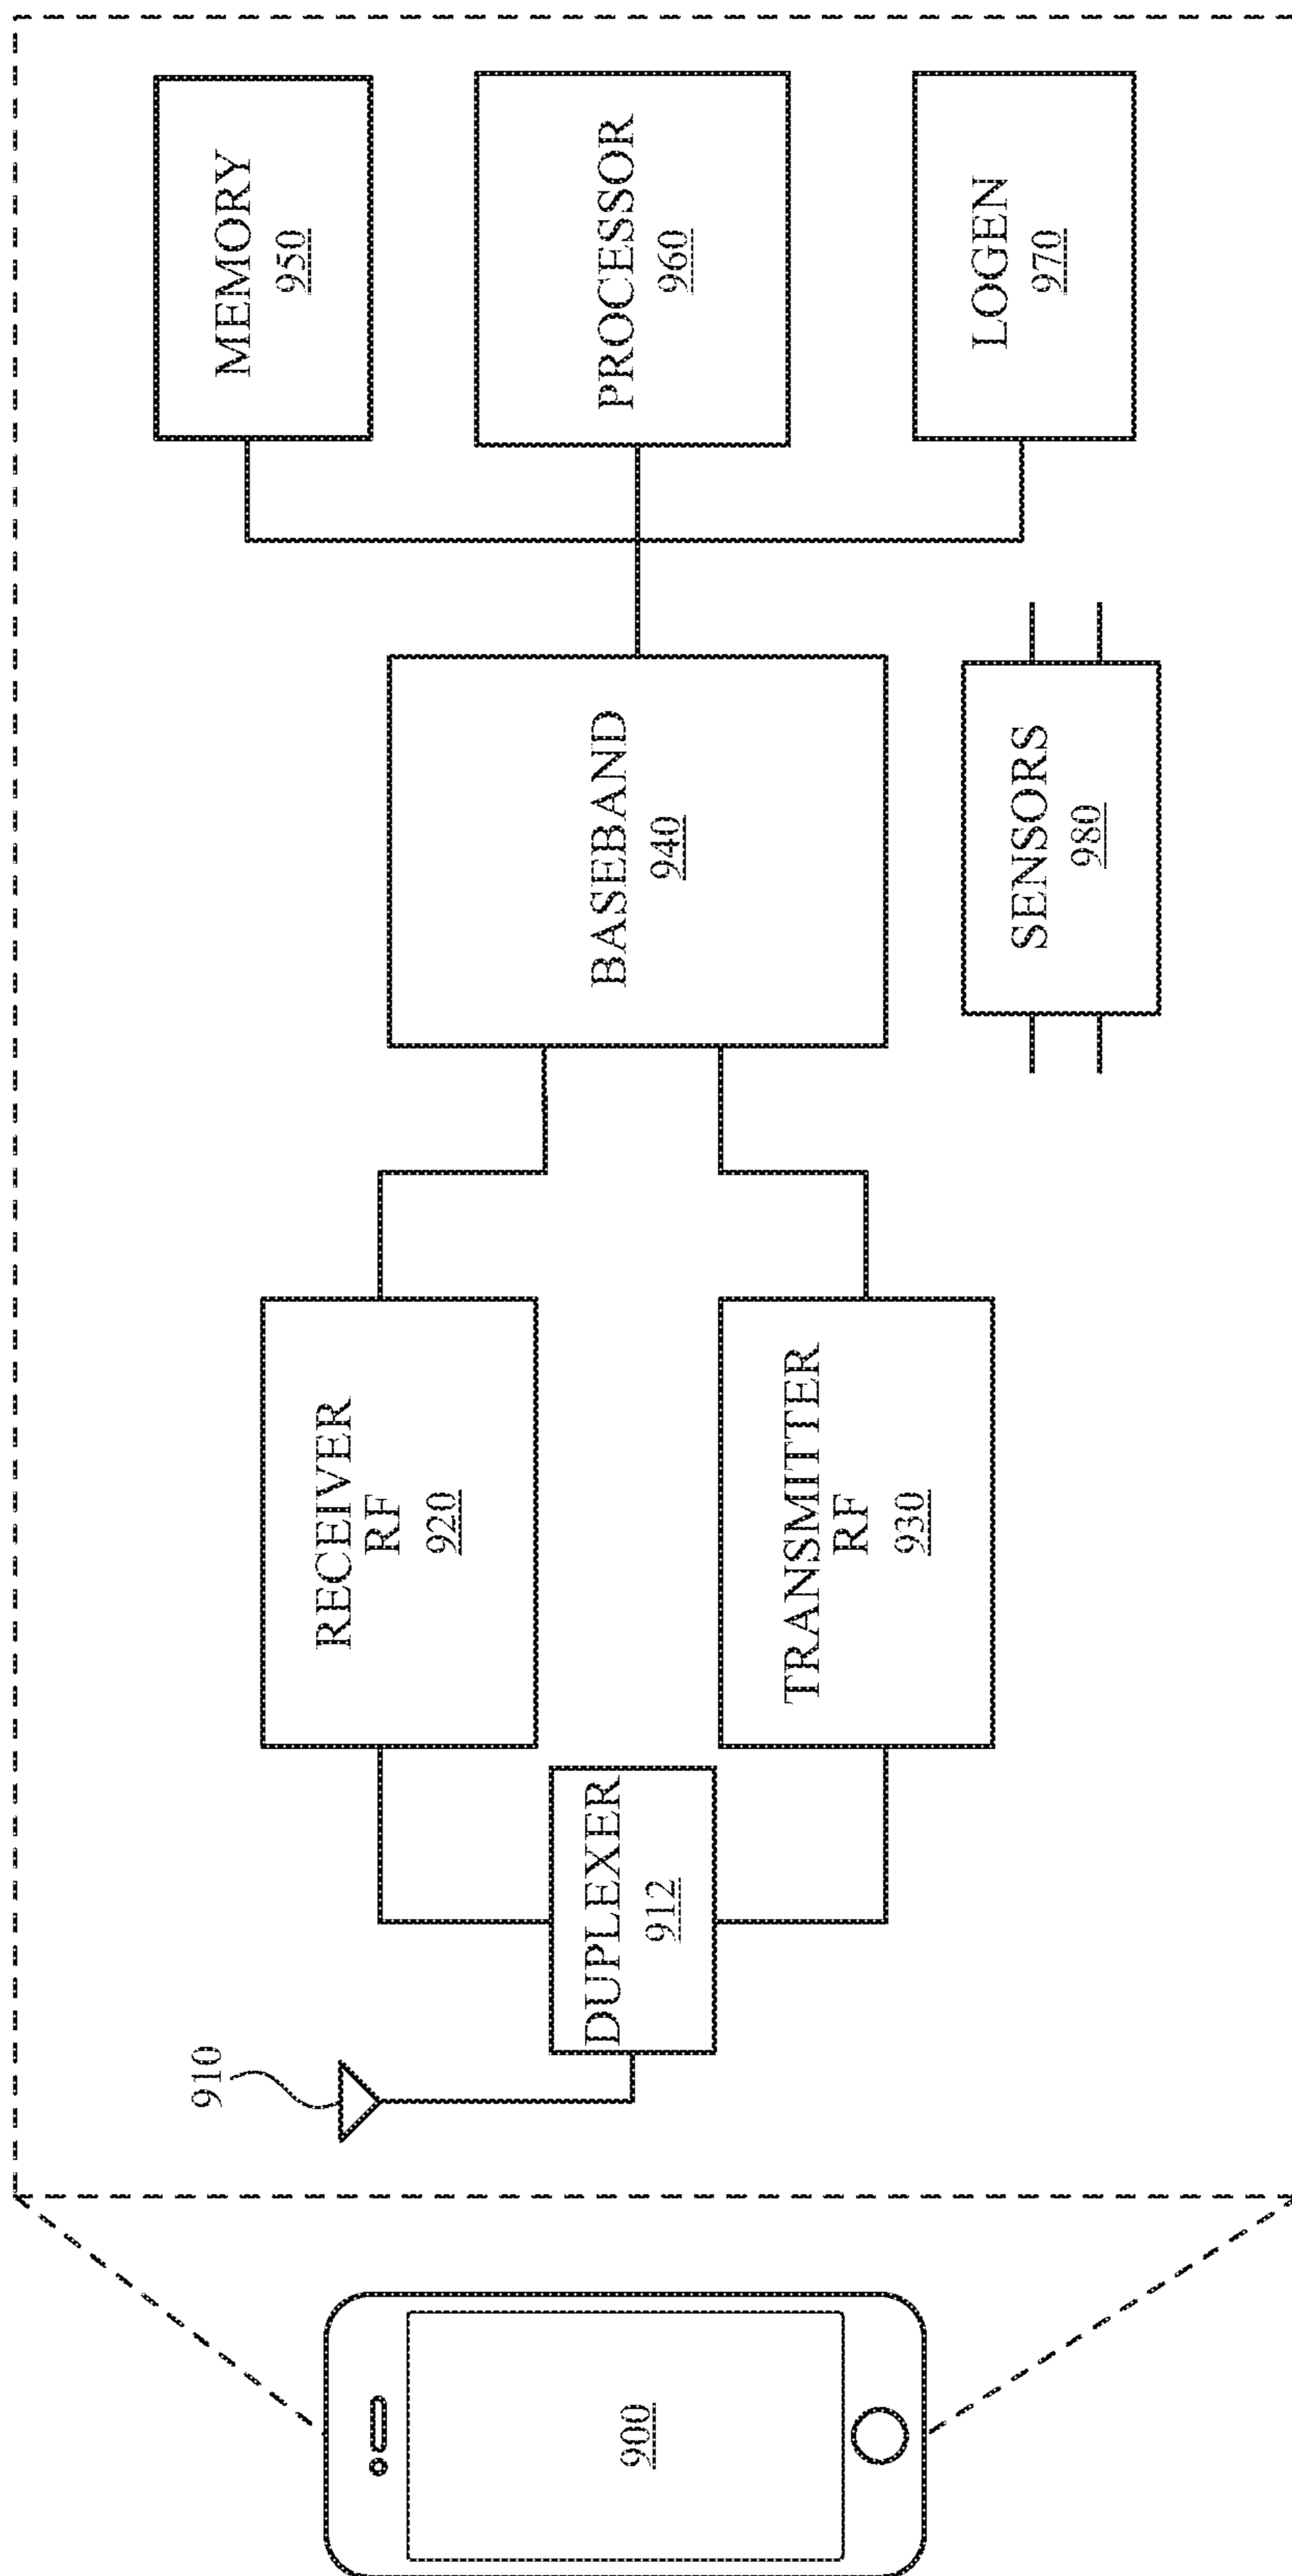 900
910
DUPLEXER
912
RECEIVER
RF
920
TRANSMITTER
RF
930
BASEBAND
940
SENSORS
980
MEMORY
950
PROCESSOR
960
LOGEN
970